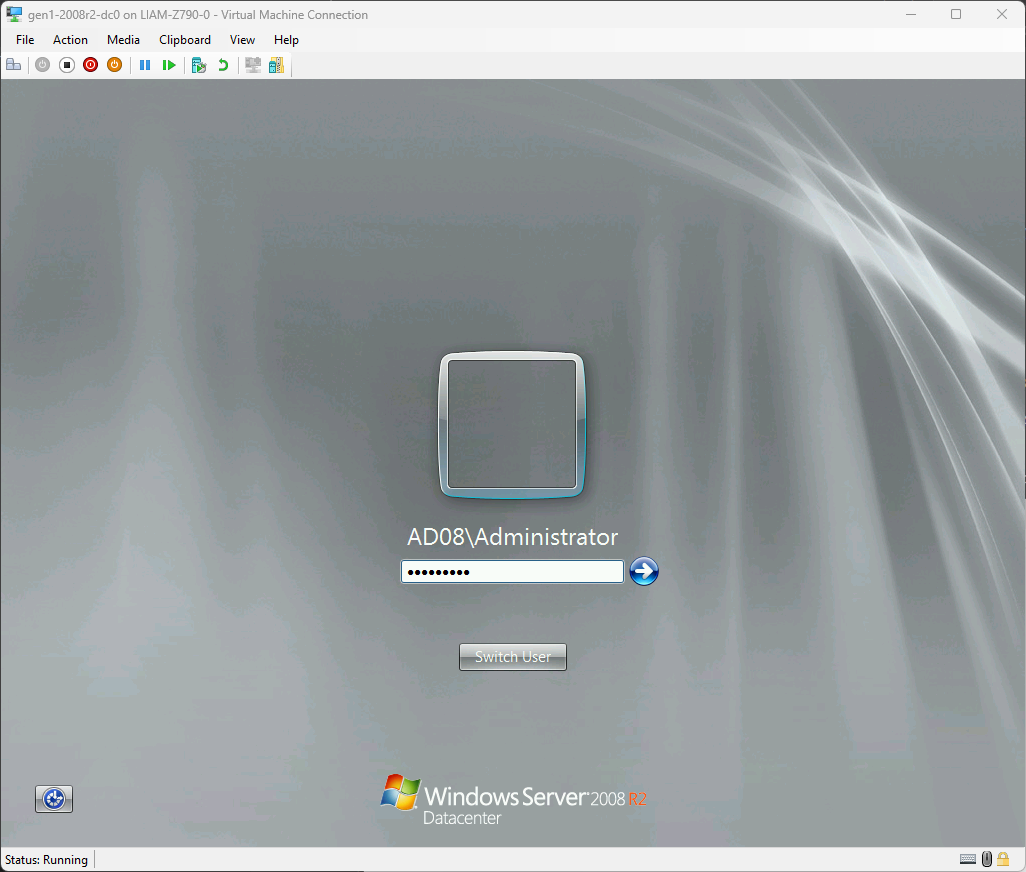 gen1-2008r2-dc0 on LIAM-Z790-0 - Virtual Machine Connection
File Action Media Clipboard View Help
AD08\Administrator
•••••••••
Switch User
Windows Server 2008 R2
Datacenter
Status: Running